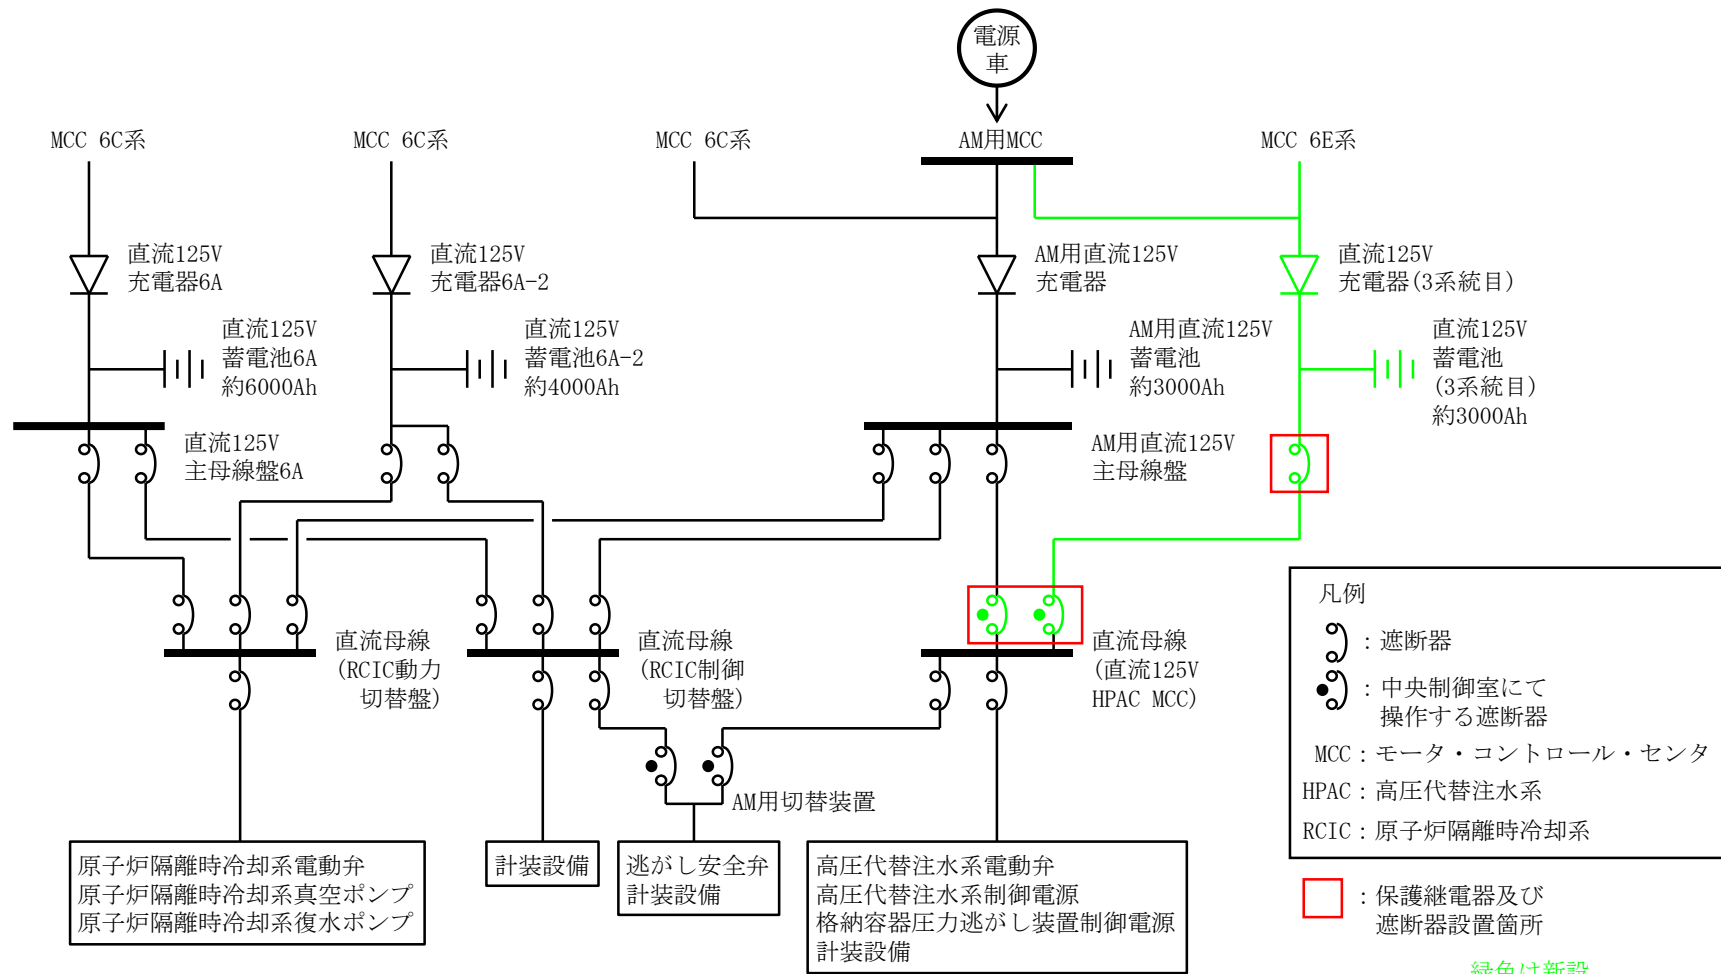 電源
車
MCC 6C系
MCC 6C系
MCC 6C系
AM用MCC
MCC 6E系
直流125V
充電器6A
直流125V
充電器6A-2
AM用直流125V
充電器
直流125V
充電器(3系統目)
直流125V
蓄電池6A
約6000Ah
直流125V
蓄電池6A-2
約4000Ah
AM用直流125V
蓄電池
約3000Ah
直流125V
蓄電池
(3系統目)
約3000Ah
直流125V
主母線盤6A
AM用直流125V
主母線盤
直流母線
(RCIC動力
切替盤)
直流母線
(RCIC制御
切替盤)
直流母線
(直流125V
HPAC MCC)
AM用切替装置
原子炉隔離時冷却系電動弁
原子炉隔離時冷却系真空ポンプ
原子炉隔離時冷却系復水ポンプ
計装設備
逃がし安全弁
計装設備
高圧代替注水系電動弁
高圧代替注水系制御電源
格納容器圧力逃がし装置制御電源
計装設備
凡例
：遮断器
：中央制御室にて
操作する遮断器
MCC：モータ・コントロール・センタ
HPAC：高圧代替注水系
RCIC：原子炉隔離時冷却系
：保護継電器及び
遮断器設置箇所
緑色は新設